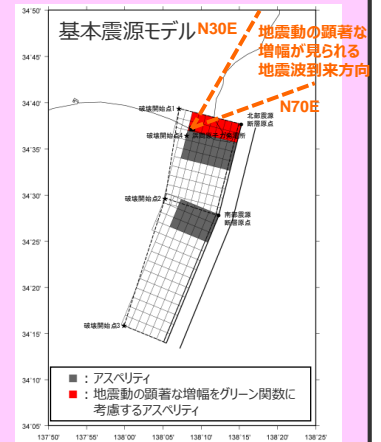 基本震源モデル
N30E
地震動の顕著な
増幅が見られる
地震波到来方向
N70E
34°50'
34°45'
34°40'
34°35'
34°30'
34°25'
34°20'
34°15'
34°10'
34°05'
破壊開始点1
北部震源
断層原点
破壊開始点4
破壊開始点2
南部震源
断層原点
破壊開始点3
■ : アスペリティ
■ : 地震動の顕著な増幅をグリーン関数に
考慮するアスペリティ
137°50' 137°55' 138°00' 138°05' 138°10' 138°15' 138°20' 138°25'